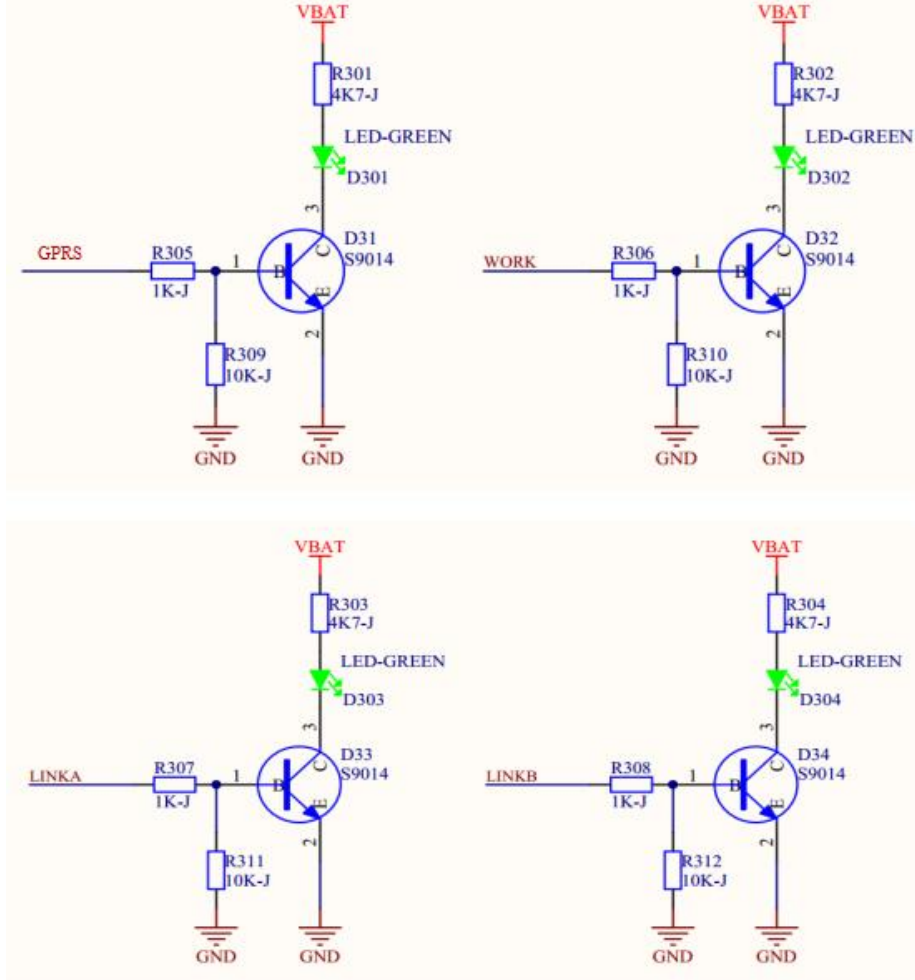 VBAT
R301
4K7-J
LED-GREEN
D301
3
D31
S9014
C
GPRS
R305
1
B
1K-J
E
2
R309
10K-J
GND
GND
VBAT
R302
4K7-J
LED-GREEN
D302
3
D32
S9014
C
WORK
R306
1
B
1K-J
E
2
R310
10K-J
GND
GND
VBAT
R303
4K7-J
LED-GREEN
D303
3
D33
S9014
C
LINKA
R307
1
B
1K-J
E
2
R311
10K-J
GND
GND
VBAT
R304
4K7-J
LED-GREEN
D304
3
D34
S9014
C
LINKB
R308
1
B
1K-J
E
2
R312
10K-J
GND
GND